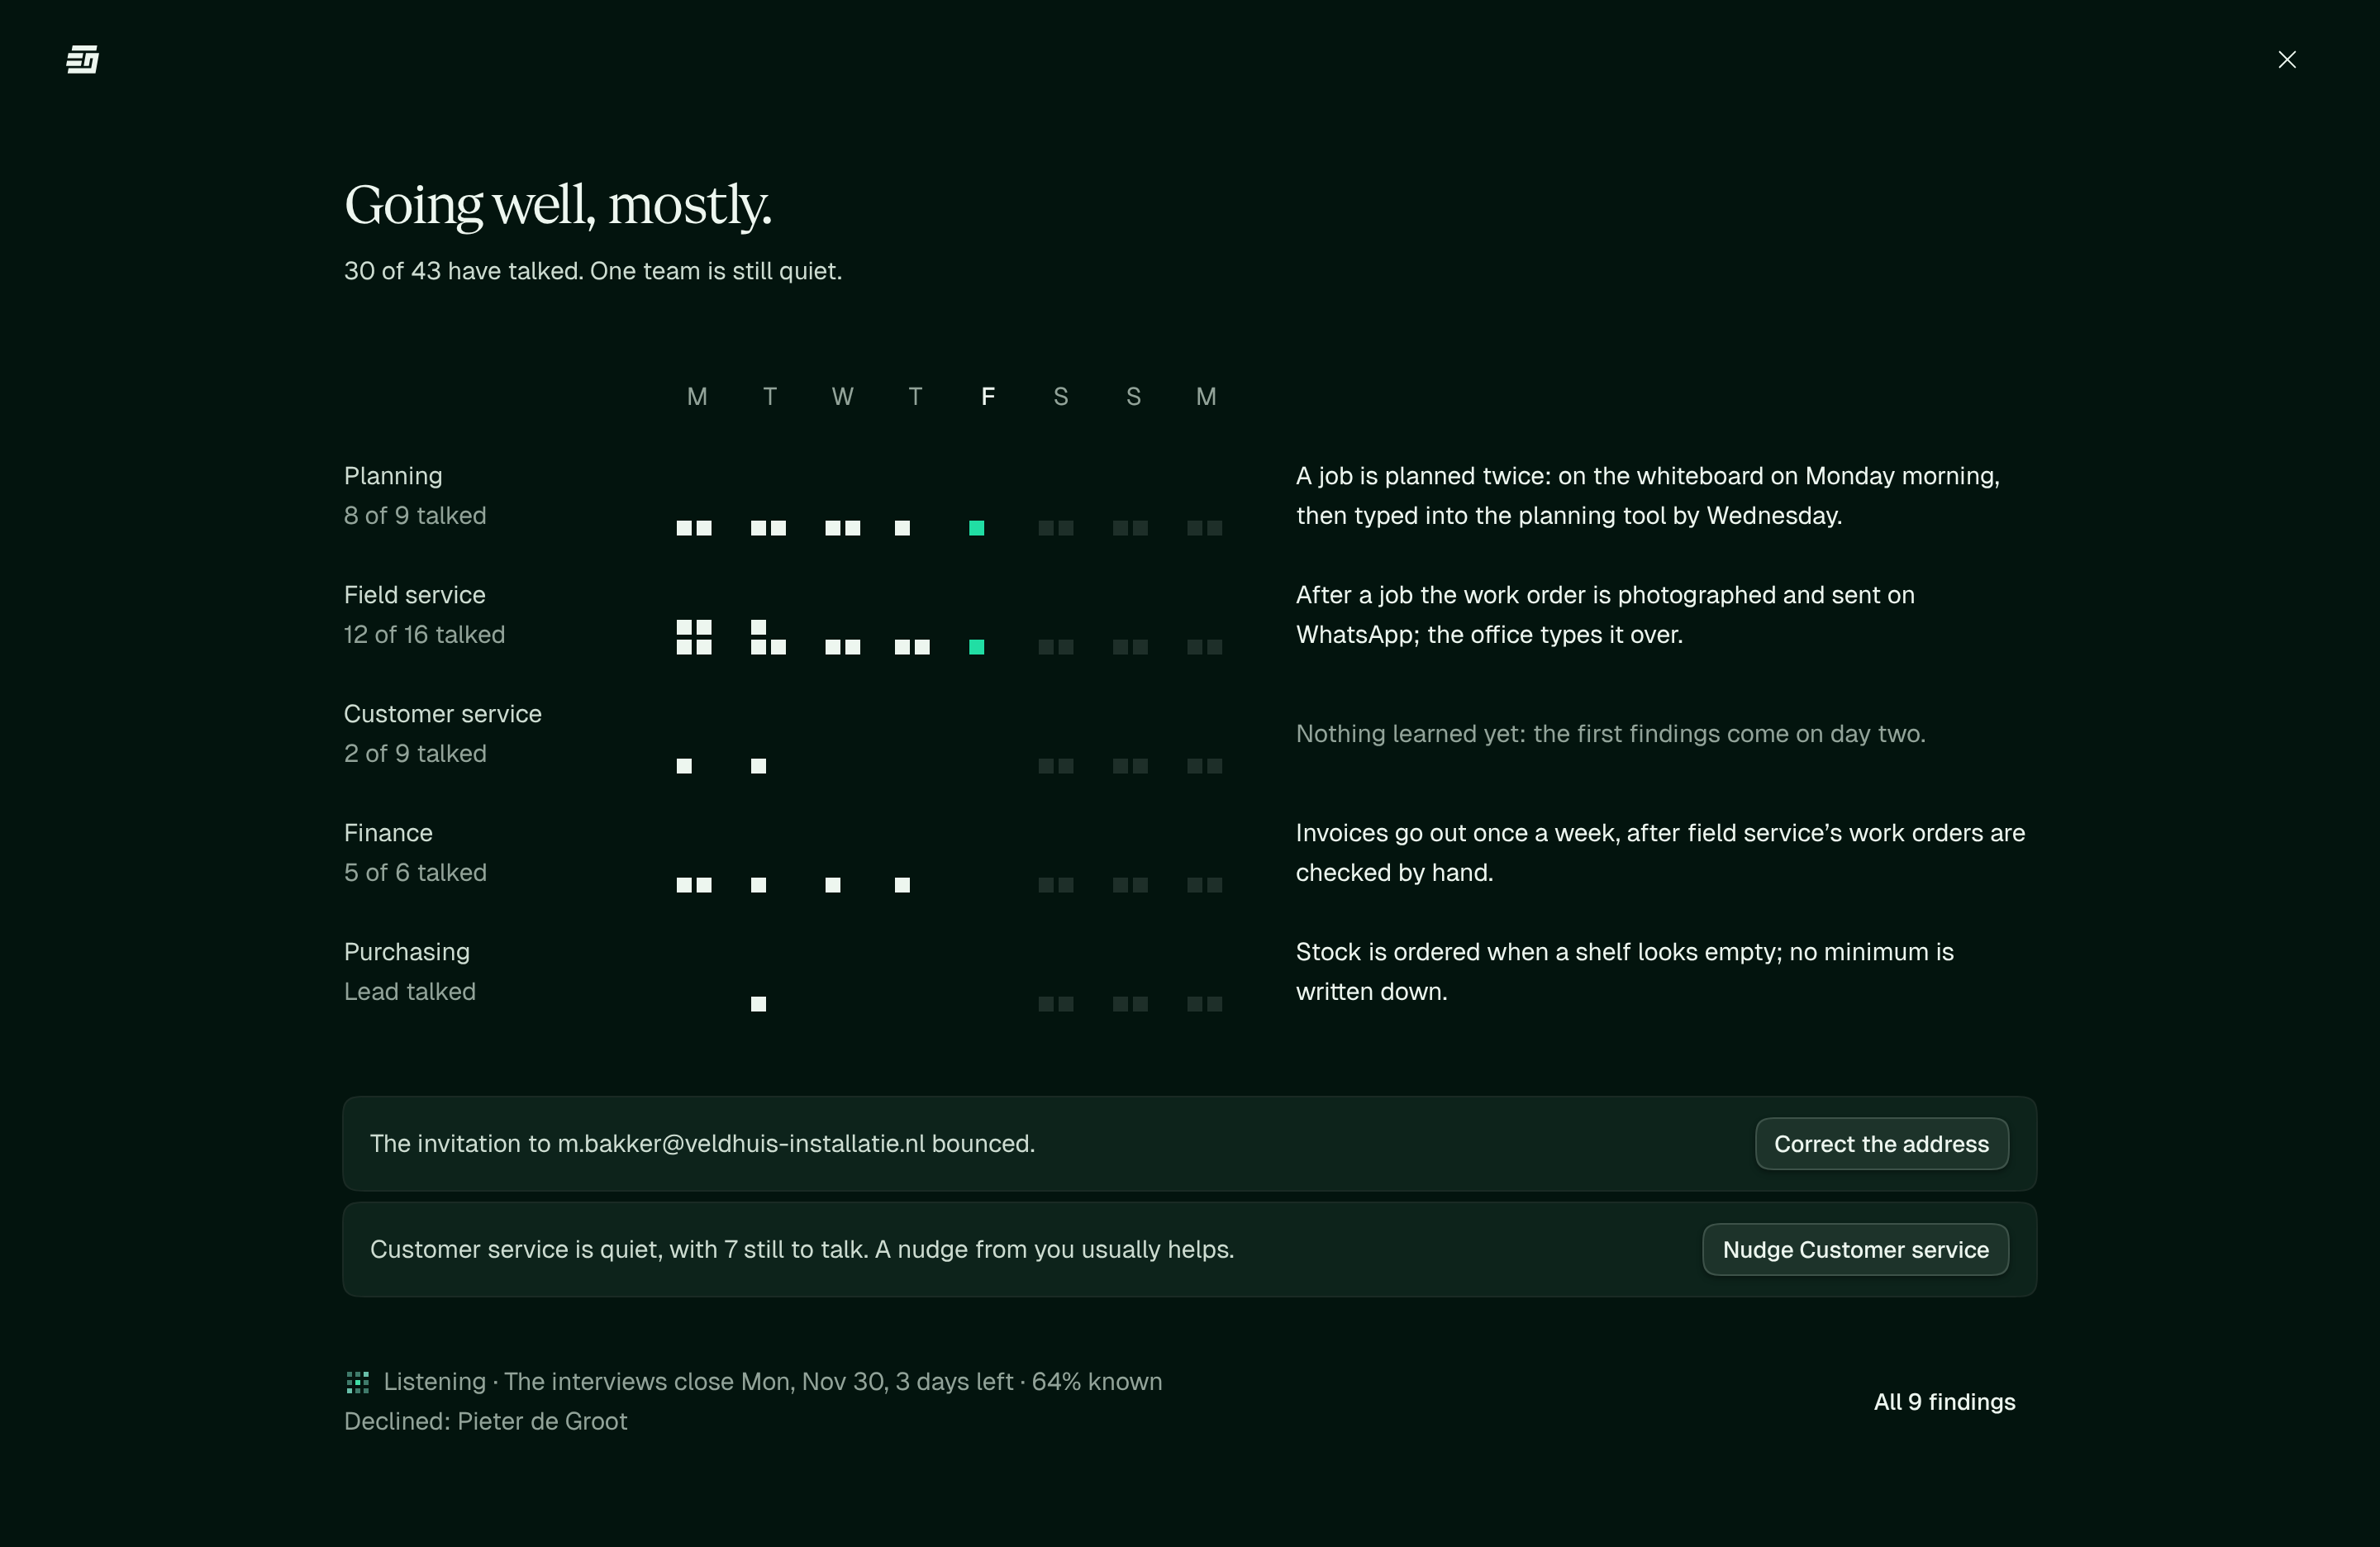 Going well, mostly.
30 of 43 have talked. One team is still quiet.
M T W T F S S M
Planning
8 of 9 talked
A job is planned twice: on the whiteboard on Monday morning,
then typed into the planning tool by Wednesday.
Field service
12 of 16 talked
After a job the work order is photographed and sent on
WhatsApp; the office types it over.
Customer service
2 of 9 talked
Nothing learned yet: the first findings come on day two.
Finance
5 of 6 talked
Invoices go out once a week, after field service’s work orders are
checked by hand.
Purchasing
Lead talked
Stock is ordered when a shelf looks empty; no minimum is
written down.
The invitation to m.bakker@veldhuis-installatie.nl bounced.
Correct the address
Customer service is quiet, with 7 still to talk. A nudge from you usually helps.
Nudge Customer service
Listening · The interviews close Mon, Nov 30, 3 days left · 64% known
Declined: Pieter de Groot
All 9 findings